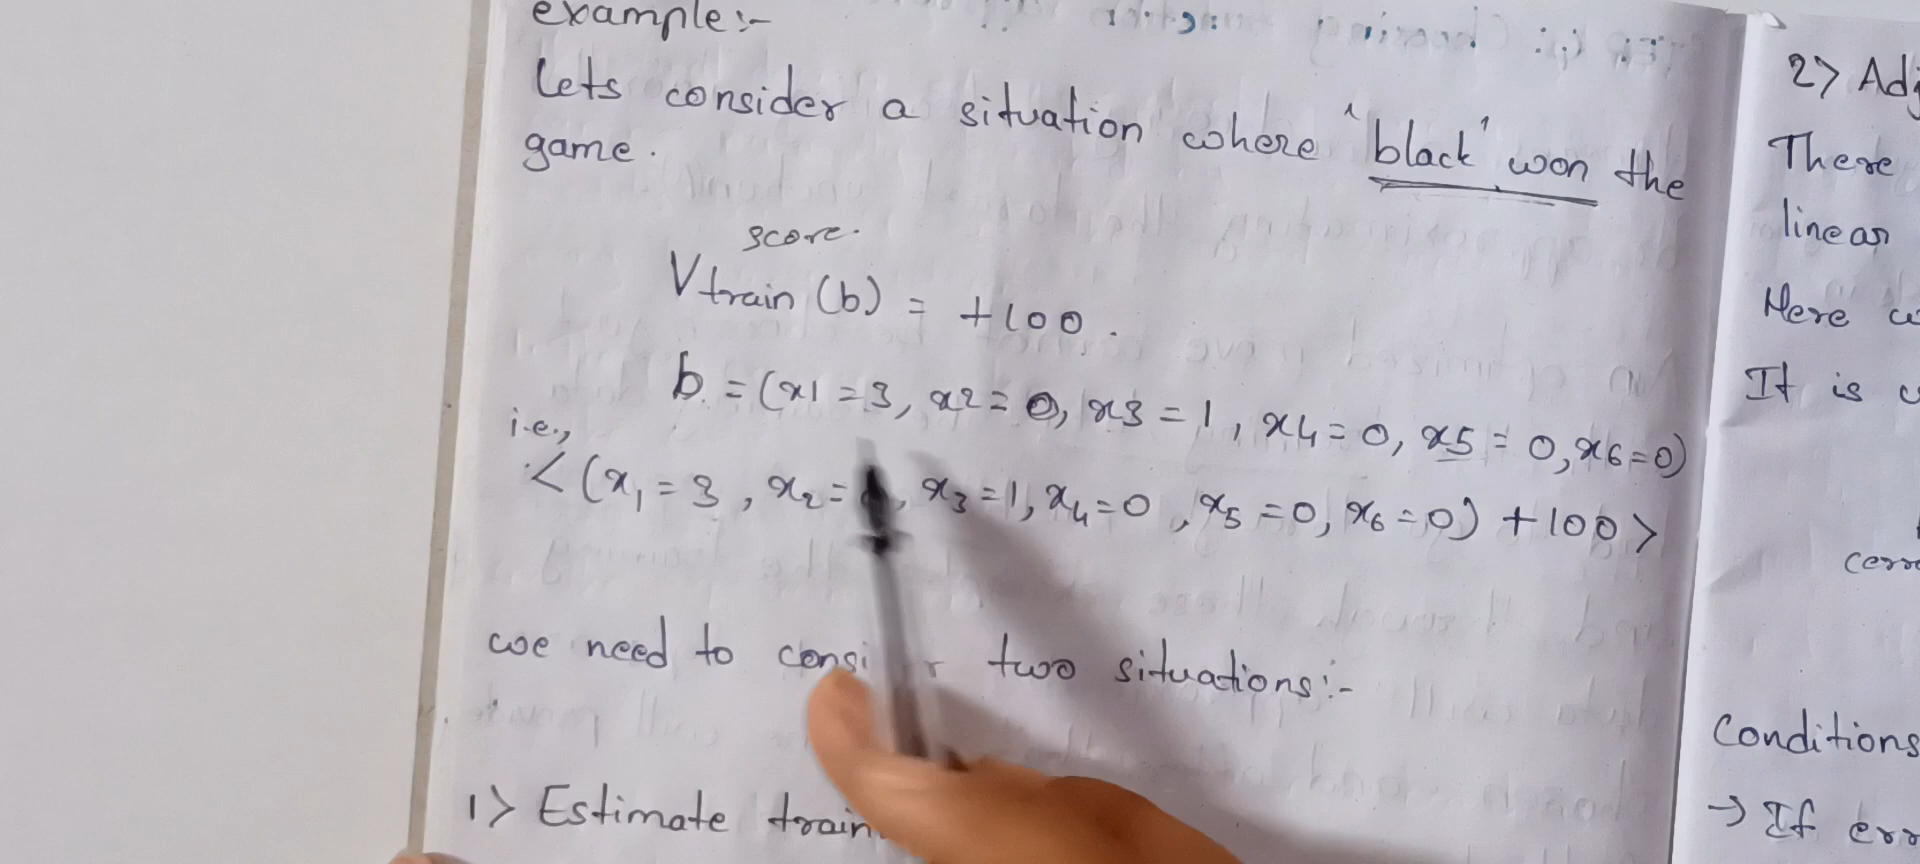 example:-
Lets consider a situation where 'black' won the
game.
score.
Vtrain (b) = +100.
b = (x1 = 3, x2 = 0, x3 = 1, x4 = 0, x5 = 0, x6 = 0)
i.e.,
< (x₁ = 3, x₂ = , x₃ = 1, x₄ = 0, x₅ = 0, x₆ = 0) +100 >
we need to two situations:-
1> Estimate train
2> Adj
There
linear
Here
It is
Conditions
→ If err